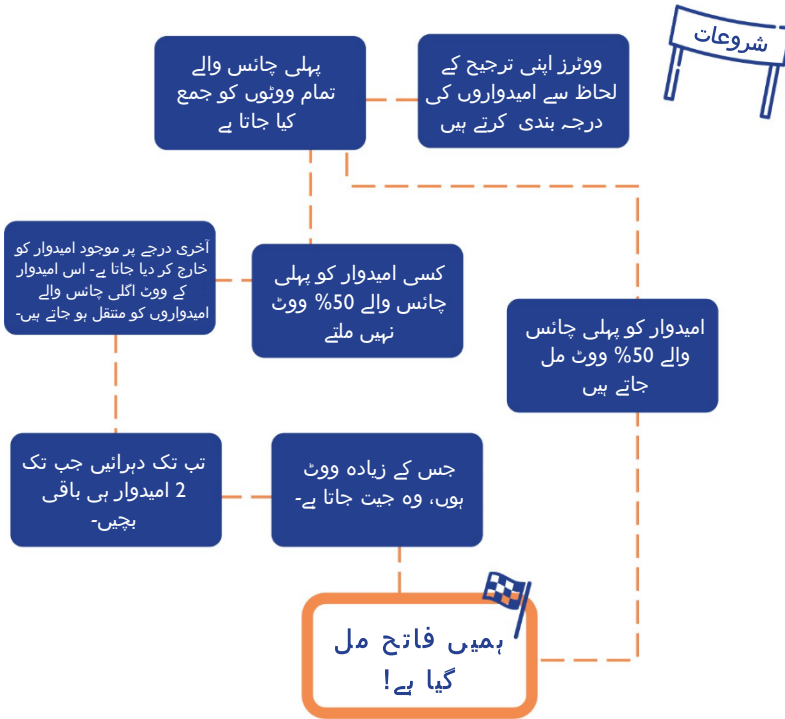 شروعات
ووٹرز اپنی ترجیح کے
لحاظ سے امیدواروں کی
درجہ بندی کرتے ہیں
پہلی چائس والے
تمام ووٹوں کو جمع
کیا جاتا ہے
کسی امیدوار کو پہلی
چائس والے 50% ووٹ
نہیں ملتے
آخری درجے پر موجود امیدوار کو
خارج کر دیا جاتا ہے- اس امیدوار
کے ووٹ اگلی چائس والے
امیدواروں کو منتقل ہو جاتے ہیں-
تب تک دہرائیں جب تک
2 امیدوار ہی باقی
بچیں-
جس کے زیادہ ووٹ
ہوں، وہ جیت جاتا ہے-
امیدوار کو پہلی چائس
والے 50% ووٹ مل
جاتے ہیں
ہمیں فاتح مل
گیا ہے!